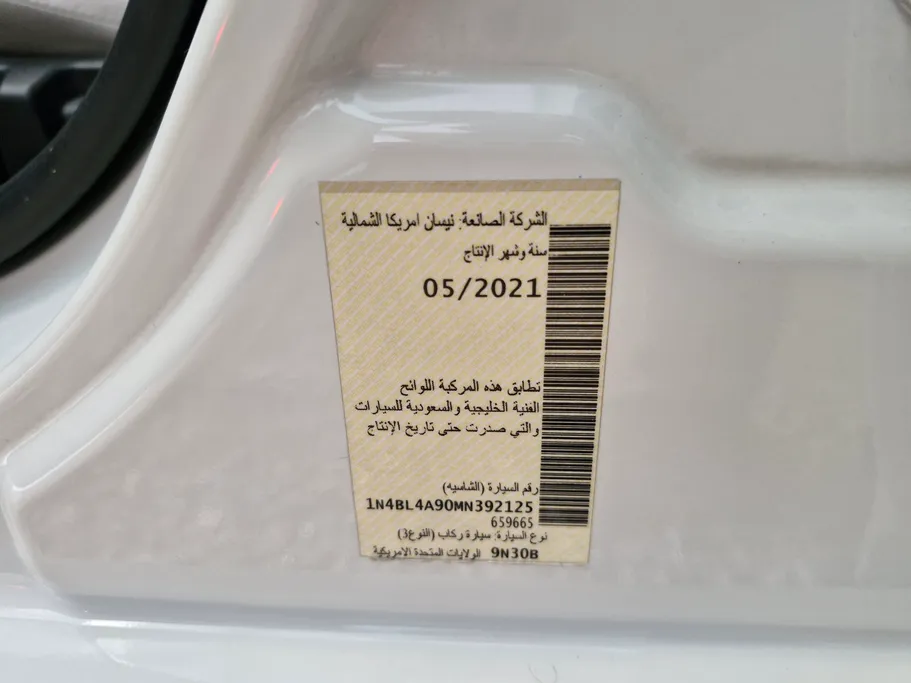 الشركة الصانعة: نيسان امريكا الشمالية
سنة وشهر الإنتاج
05/2021
تطابق هذه المركبة اللوائح
الفنية الخليجية والسعودية للسيارات
والتي صدرت حتى تاريخ الإنتاج
رقم السيارة (الشاسيه)
1N4BL4A90MN392125
659665
نوع السيارة: سيارة ركاب (النوع3)
9N30B الولايات المتحدة الامريكية